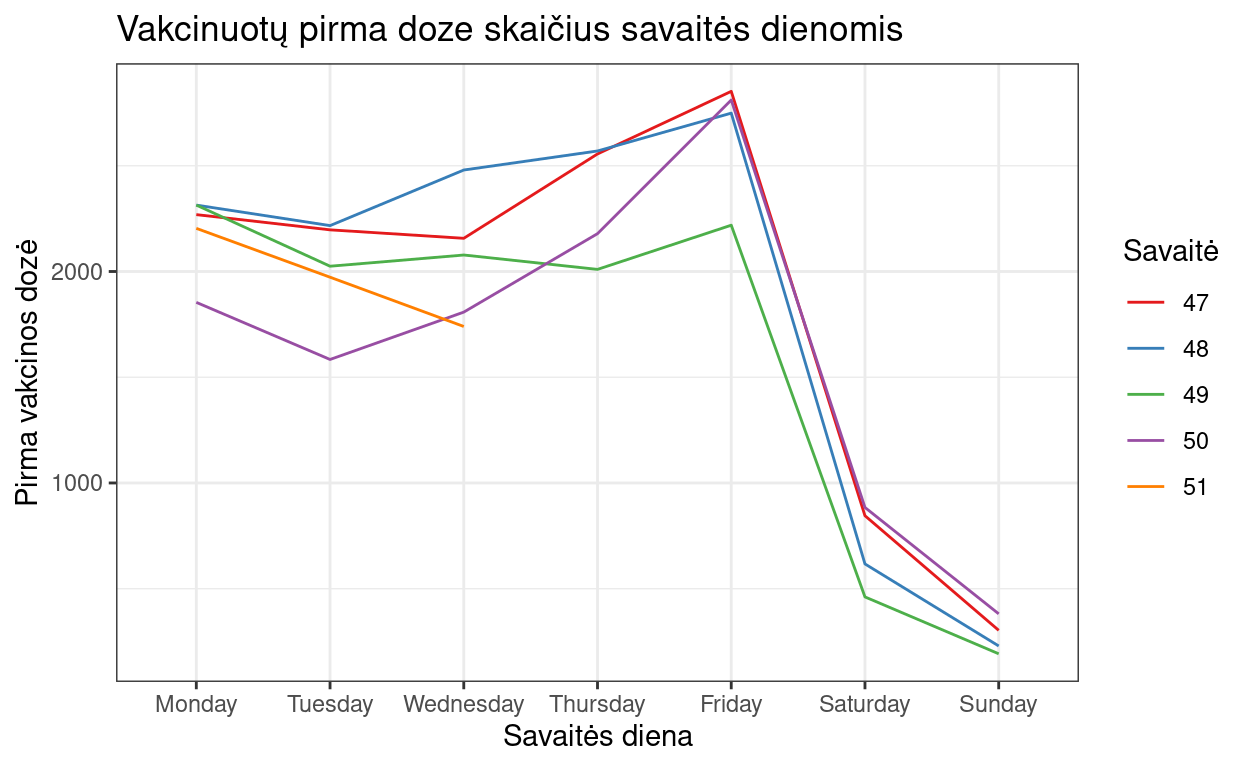 Vakcinuotų pirma doze skaičius savaitės dienomis
Pirma vakcinos dozė
2000
1000
Monday Tuesday Wednesday Thursday Friday Saturday Sunday
Savaitės diena
Savaitė
47
48
49
50
51